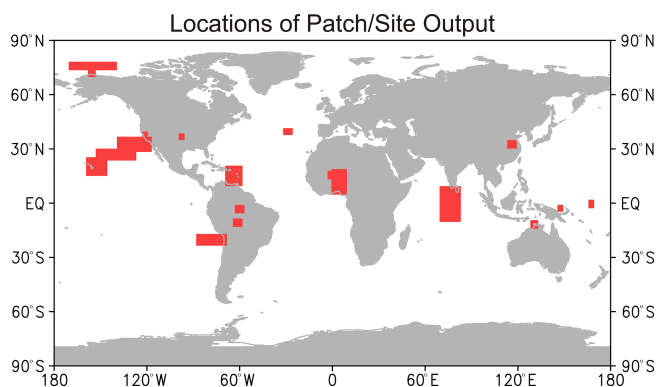 Locations of Patch/Site Output
90°N 90°N
60°N 60°N
30°N 30°N
EQ EQ
30°S 30°S
60°S 60°S
90°S 90°S
180 120°W 60°W 0 60°E 120°E 180